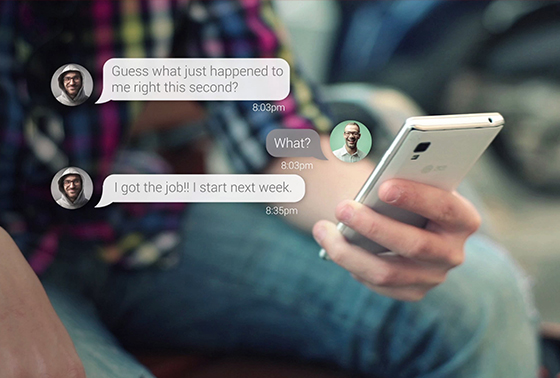 Guess what just happened to
me right this second?
8:03pm
What?
8:03pm
I got the job!! I start next week.
8:35pm